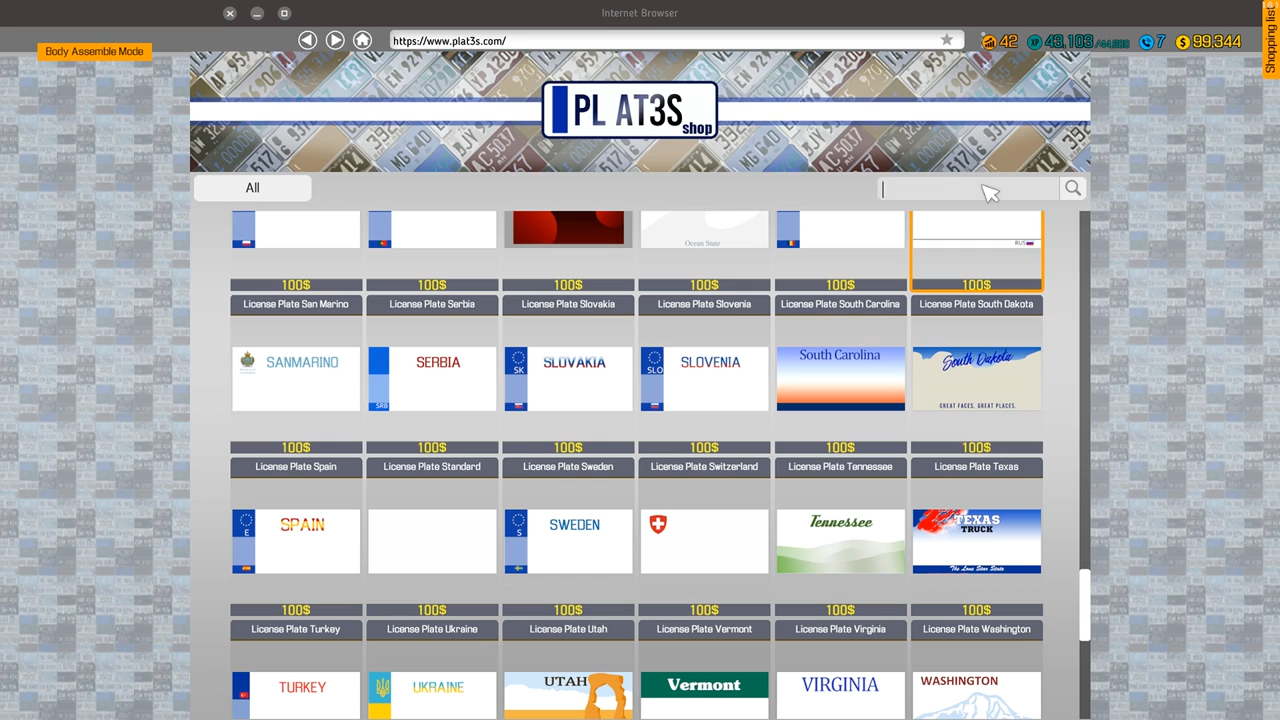 Internet Browser
Shopping list
Body Assemble Mode
https://www.plat3s.com/
42
XP
43,103/44,880
7
$ 99,344
PL AT3S
shop
All
Ocean State
RUS
100$ 100$ 100$ 100$ 100$ 100$
License Plate San Marino License Plate Serbia License Plate Slovakia License Plate Slovenia License Plate South Carolina License Plate South Dakota
SANMARINO
SERBIA
SRB
SK
SLOVAKIA
SLO
SLOVENIA
South Carolina
South Dakota
GREAT FACES. GREAT PLACES.
100$ 100$ 100$ 100$ 100$ 100$
License Plate Spain License Plate Standard License Plate Sweden License Plate Switzerland License Plate Tennessee License Plate Texas
E
SPAIN
S
SWEDEN
Tennessee
TEXAS
TRUCK
The Lone Star State
100$ 100$ 100$ 100$ 100$ 100$
License Plate Turkey License Plate Ukraine License Plate Utah License Plate Vermont License Plate Virginia License Plate Washington
TURKEY
UKRAINE
UTAH
Vermont
VIRGINIA
WASHINGTON